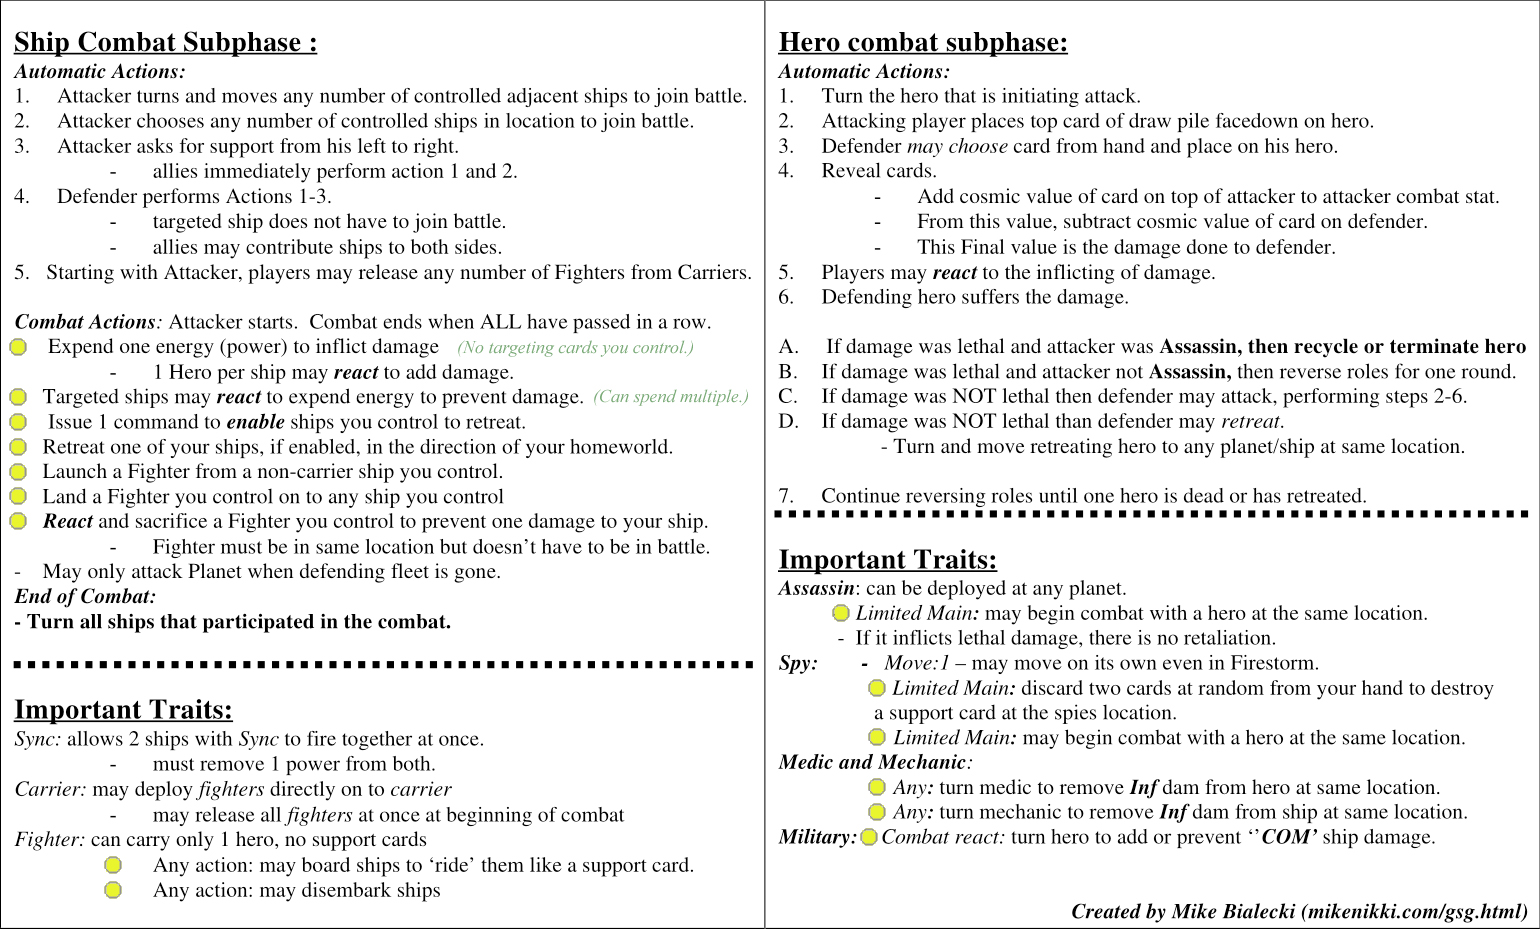 Ship Combat Subphase :
Automatic Actions:
1. Attacker turns and moves any number of controlled adjacent ships to join battle.
2. Attacker chooses any number of controlled ships in location to join battle.
3. Attacker asks for support from his left to right.
- allies immediately perform action 1 and 2.
4. Defender performs Actions 1-3.
- targeted ship does not have to join battle.
- allies may contribute ships to both sides.
5. Starting with Attacker, players may release any number of Fighters from Carriers.
Combat Actions: Attacker starts. Combat ends when ALL have passed in a row.
Expend one energy (power) to inflict damage (No targeting cards you control.)
- 1 Hero per ship may react to add damage.
Targeted ships may react to expend energy to prevent damage. (Can spend multiple.)
Issue 1 command to enable ships you control to retreat.
Retreat one of your ships, if enabled, in the direction of your homeworld.
Launch a Fighter from a non-carrier ship you control.
Land a Fighter you control on to any ship you control
React and sacrifice a Fighter you control to prevent one damage to your ship.
- Fighter must be in same location but doesn't have to be in battle.
- May only attack Planet when defending fleet is gone.
End of Combat:
- Turn all ships that participated in the combat.
Important Traits:
Sync: allows 2 ships with Sync to fire together at once.
- must remove 1 power from both.
Carrier: may deploy fighters directly on to carrier
- may release all fighters at once at beginning of combat
Fighter: can carry only 1 hero, no support cards
Any action: may board ships to ‘ride’ them like a support card.
Any action: may disembark ships
Hero combat subphase:
Automatic Actions:
1. Turn the hero that is initiating attack.
2. Attacking player places top card of draw pile facedown on hero.
3. Defender may choose card from hand and place on his hero.
4. Reveal cards.
- Add cosmic value of card on top of attacker to attacker combat stat.
- From this value, subtract cosmic value of card on defender.
- This Final value is the damage done to defender.
5. Players may react to the inflicting of damage.
6. Defending hero suffers the damage.
A. If damage was lethal and attacker was Assassin, then recycle or terminate hero
B. If damage was lethal and attacker not Assassin, then reverse roles for one round.
C. If damage was NOT lethal then defender may attack, performing steps 2-6.
D. If damage was NOT lethal than defender may retreat.
- Turn and move retreating hero to any planet/ship at same location.
7. Continue reversing roles until one hero is dead or has retreated.
Important Traits:
Assassin: can be deployed at any planet.
Limited Main: may begin combat with a hero at the same location.
- If it inflicts lethal damage, there is no retaliation.
Spy: - Move:1 – may move on its own even in Firestorm.
Limited Main: discard two cards at random from your hand to destroy
a support card at the spies location.
Limited Main: may begin combat with a hero at the same location.
Medic and Mechanic:
Any: turn medic to remove Inf dam from hero at same location.
Any: turn mechanic to remove Inf dam from ship at same location.
Military: Combat react: turn hero to add or prevent ‘’COM’ ship damage.
Created by Mike Bialecki (mikenikki.com/gsg.html)